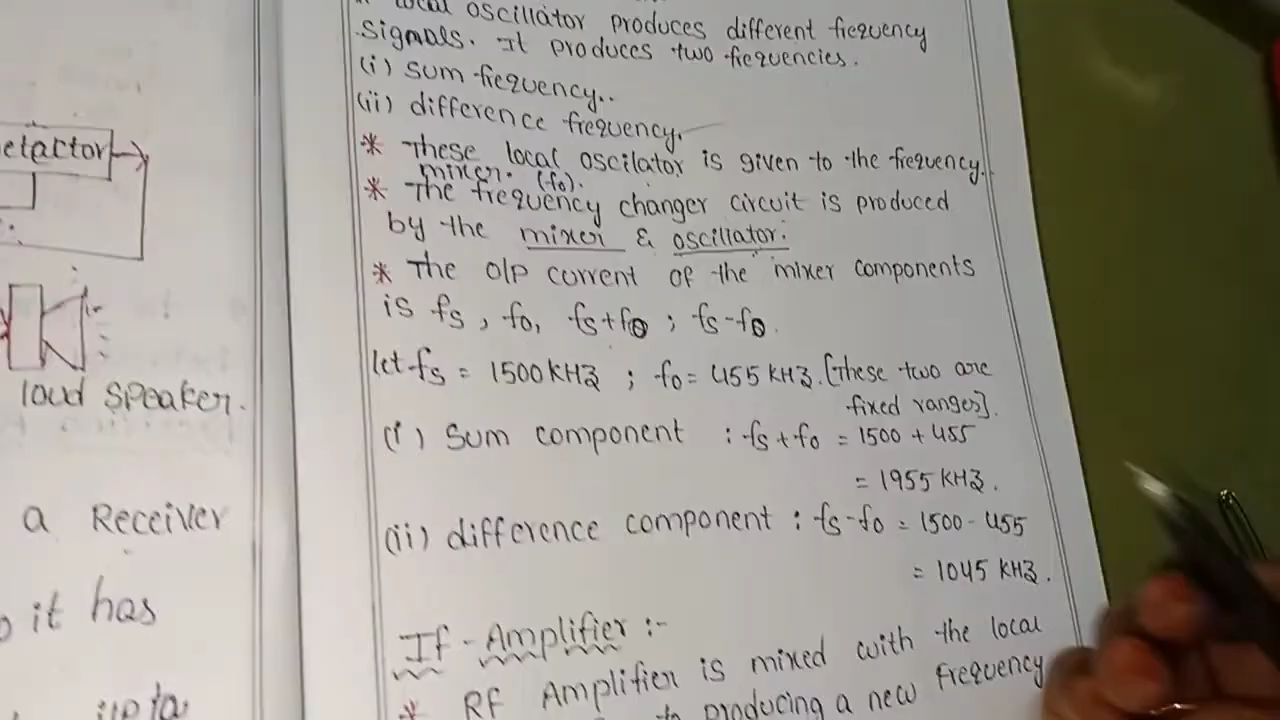 etactor
loud speaker.
a Receiver
it has
local oscillator produces different frequency
signals. It produces two frequencies.
(i) sum frequency..
(ii) difference frequency.
* These local oscilator is given to the frequency.
mixer. (fo).
* The frequency changer circuit is produced
by the mixer & oscillator.
* The O/P current of the mixer components
is fs, fo, fs+fo; fs-fo.
let fs = 1500KHz; fo = 455 KHz. [These two are
fixed ranges].
(i) Sum component : fs+fo = 1500 + 455
= 1955 KHz.
(ii) difference component : fs-fo = 1500 - 455
= 1045 KHz.
If-Amplifier :-
* RF Amplifier is mixed with the local
to producing a new frequency